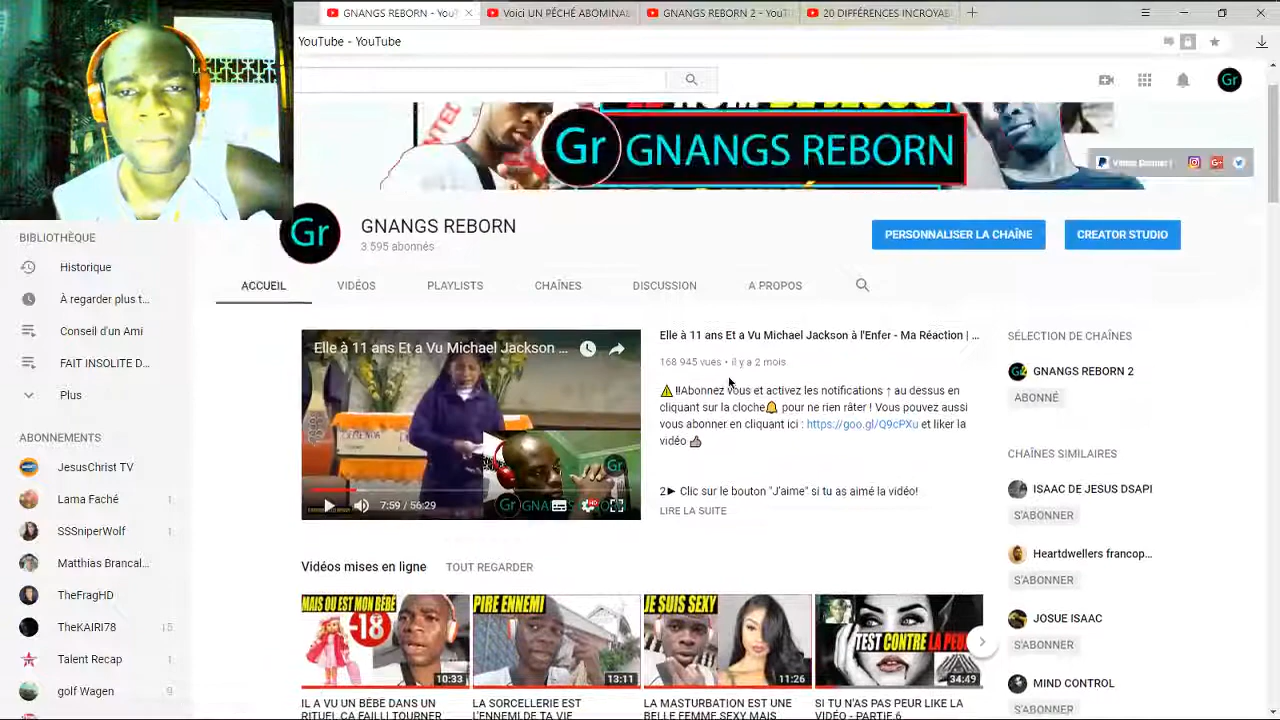 GNANGS REBORN - You
Voici UN PÉCHÉ ABOMINA
GNANGS REBORN 2 - YouT
20 DIFFÉRENCES INCROYAB
YouTube - YouTube
Gr
Gr GNANGS REBORN
Gr
GNANGS REBORN
3 595 abonnés
PERSONNALISER LA CHAÎNE
CREATOR STUDIO
ACCUEIL
VIDÉOS
PLAYLISTS
CHAÎNES
DISCUSSION
A PROPOS
BIBLIOTHÈQUE
Historique
À regarder plus t...
Conseil d'un Ami
FAIT INSOLITE D...
Plus
ABONNEMENTS
JesusChrist TV
Lama Faché 1
SSSniperWolf 1
Matthias Brancal...
TheFragHD
TheKAIRI78 15
Talent Recap 1
golf Wagen 9
Elle à 11 ans Et a Vu Michael Jackson ...
7:59 / 56:29
Elle à 11 ans Et a Vu Michael Jackson à l'Enfer - Ma Réaction | ...
168 945 vues • il y a 2 mois
⚠️!!Abonnez vous et activez les notifications ↑ au dessus en
cliquant sur la cloche🔔 pour ne rien râter ! Vous pouvez aussi
vous abonner en cliquant ici : https://goo.gl/Q9cPXu et liker la
vidéo 👍
2► Clic sur le bouton "J'aime" si tu as aimé la vidéo!
LIRE LA SUITE
SÉLECTION DE CHAÎNES
GNANGS REBORN 2
ABONNÉ
CHAÎNES SIMILAIRES
ISAAC DE JESUS DSAPI
S'ABONNER
Heartdwellers francop...
S'ABONNER
JOSUE ISAAC
S'ABONNER
MIND CONTROL
S'ABONNER
Vidéos mises en ligne
TOUT REGARDER
MAIS OU EST MON BÉBÉ
-18
10:33
PIRE ENNEMI
13:11
JE SUIS SEXY
11:26
TEST CONTRE LA PEUR
34:49
IL A VU UN BEBE DANS UN
RITUEL ÇA FAILLI TOURNER
LA SORCELLERIE EST
L'ENNEMI DE TA VIE
LA MASTURBATION EST UNE
BELLE FEMME SEXY MAIS
SI TU N'AS PAS PEUR LIKE LA
VIDÉO - PARTIE 6